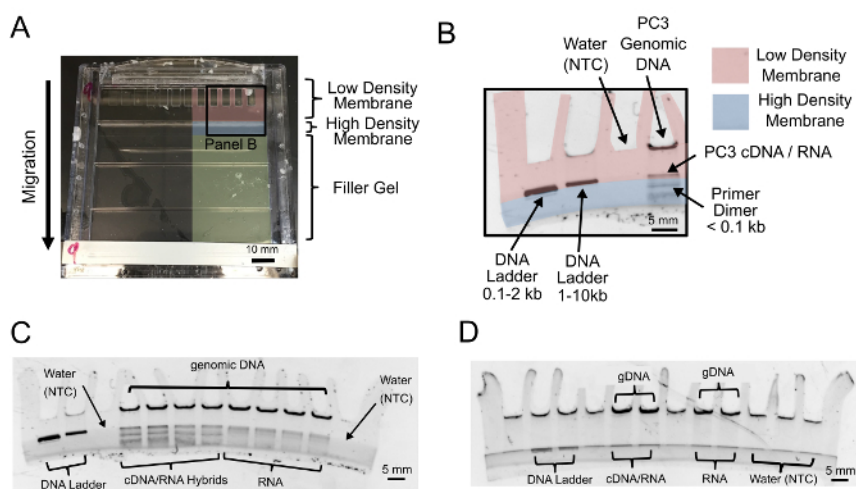 A
Migration
Low Density
Membrane
High Density
Membrane
Panel B
Filler Gel
10 mm
B
Water
(NTC)
PC3
Genomic
DNA
Low Density
Membrane
High Density
Membrane
PC3 cDNA / RNA
Primer
Dimer
< 0.1 kb
5 mm
DNA
Ladder
0.1-2 kb
DNA
Ladder
1-10kb
C
Water
(NTC)
genomic DNA
Water
(NTC)
DNA Ladder
cDNA/RNA Hybrids
RNA
5 mm
D
gDNA
gDNA
DNA Ladder
cDNA/RNA
RNA
Water (NTC)
5 mm